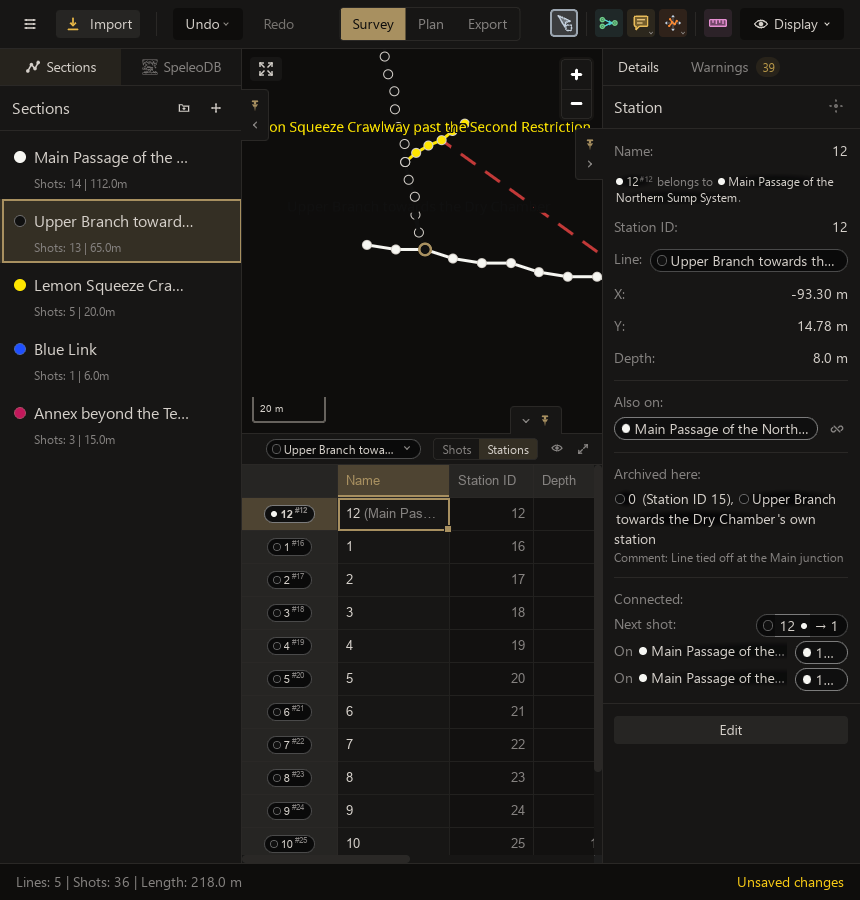 Import
Undo
Redo
Survey
Plan
Export
Display
Sections
SpeleoDB
Sections
Main Passage of the ...
Shots: 14 | 112.0m
Upper Branch toward...
Shots: 13 | 65.0m
Lemon Squeeze Cra...
Shots: 5 | 20.0m
Blue Link
Shots: 1 | 6.0m
Annex beyond the Te...
Shots: 3 | 15.0m
on Squeeze Crawlway past the Second Restriction
20 m
Upper Branch towa...
Shots
Stations
Name Station ID Depth
12 #12 12 (Main Pas... 12
1 #16 1 16
2 #17 2 17
3 #18 3 18
4 #19 4 19
5 #20 5 20
6 #21 6 21
7 #22 7 22
8 #23 8 23
9 #24 9 24
10 #25 10 25 1
Details
Warnings 39
Station
Name: 12
12 #12 belongs to Main Passage of the
Northern Sump System.
Station ID: 12
Line: Upper Branch towards th...
X: -93.30 m
Y: 14.78 m
Depth: 8.0 m
Also on:
Main Passage of the North...
Archived here:
0 (Station ID 15), Upper Branch
towards the Dry Chamber's own
station
Comment: Line tied off at the Main junction
Connected:
Next shot: 12 → 1
On Main Passage of the... 1...
On Main Passage of the... 1...
Edit
Lines: 5 | Shots: 36 | Length: 218.0 m
Unsaved changes